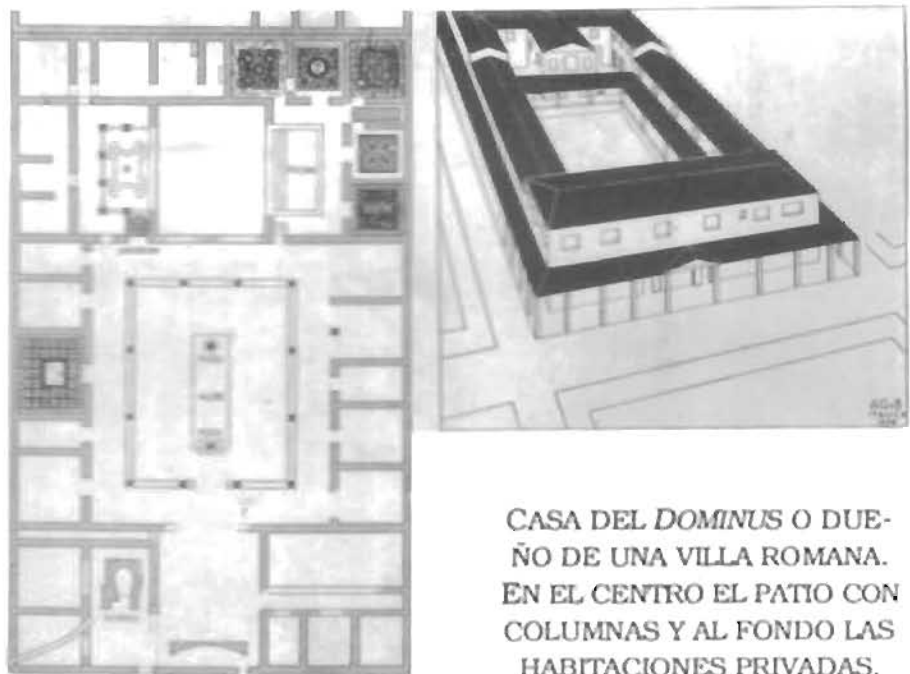 CASA DEL DOMINUS O DUE-
ÑO DE UNA VILLA ROMANA.
EN EL CENTRO EL PATIO CON
COLUMNAS Y AL FONDO LAS
HABITACIONES PRIVADAS.